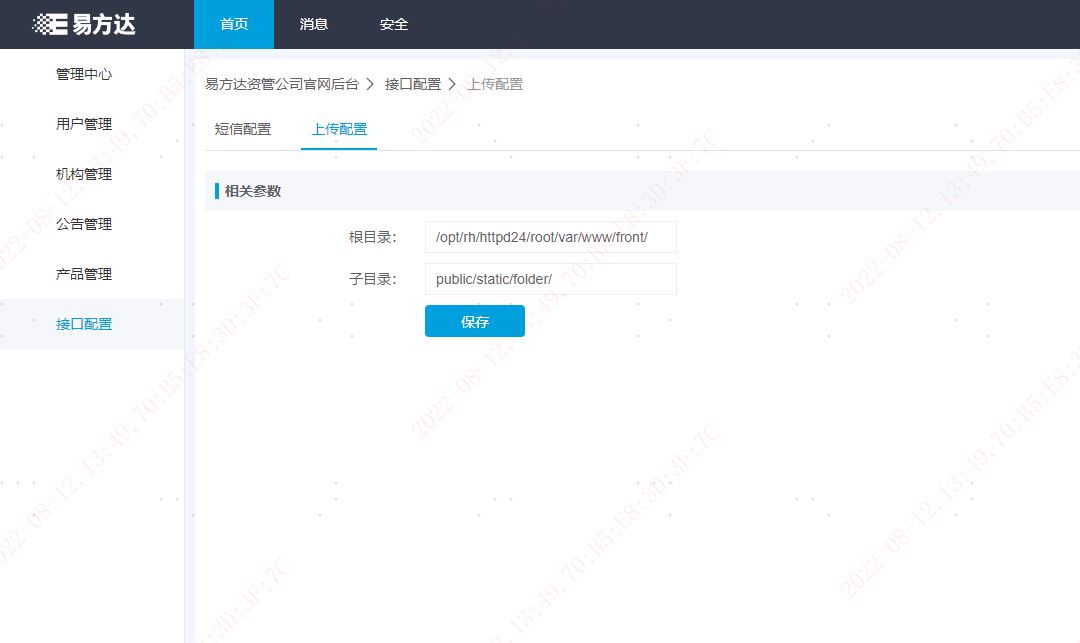 易方达
首页 消息 安全
管理中心
用户管理
机构管理
公告管理
产品管理
接口配置
易方达资管公司官网后台 > 接口配置 > 上传配置
短信配置 上传配置
相关参数
根目录： /opt/rh/httpd24/root/var/www/front/
子目录： public/static/folder/
保存
2022-08-12, 13:49, 70:B5:E8:3D:3F:7C